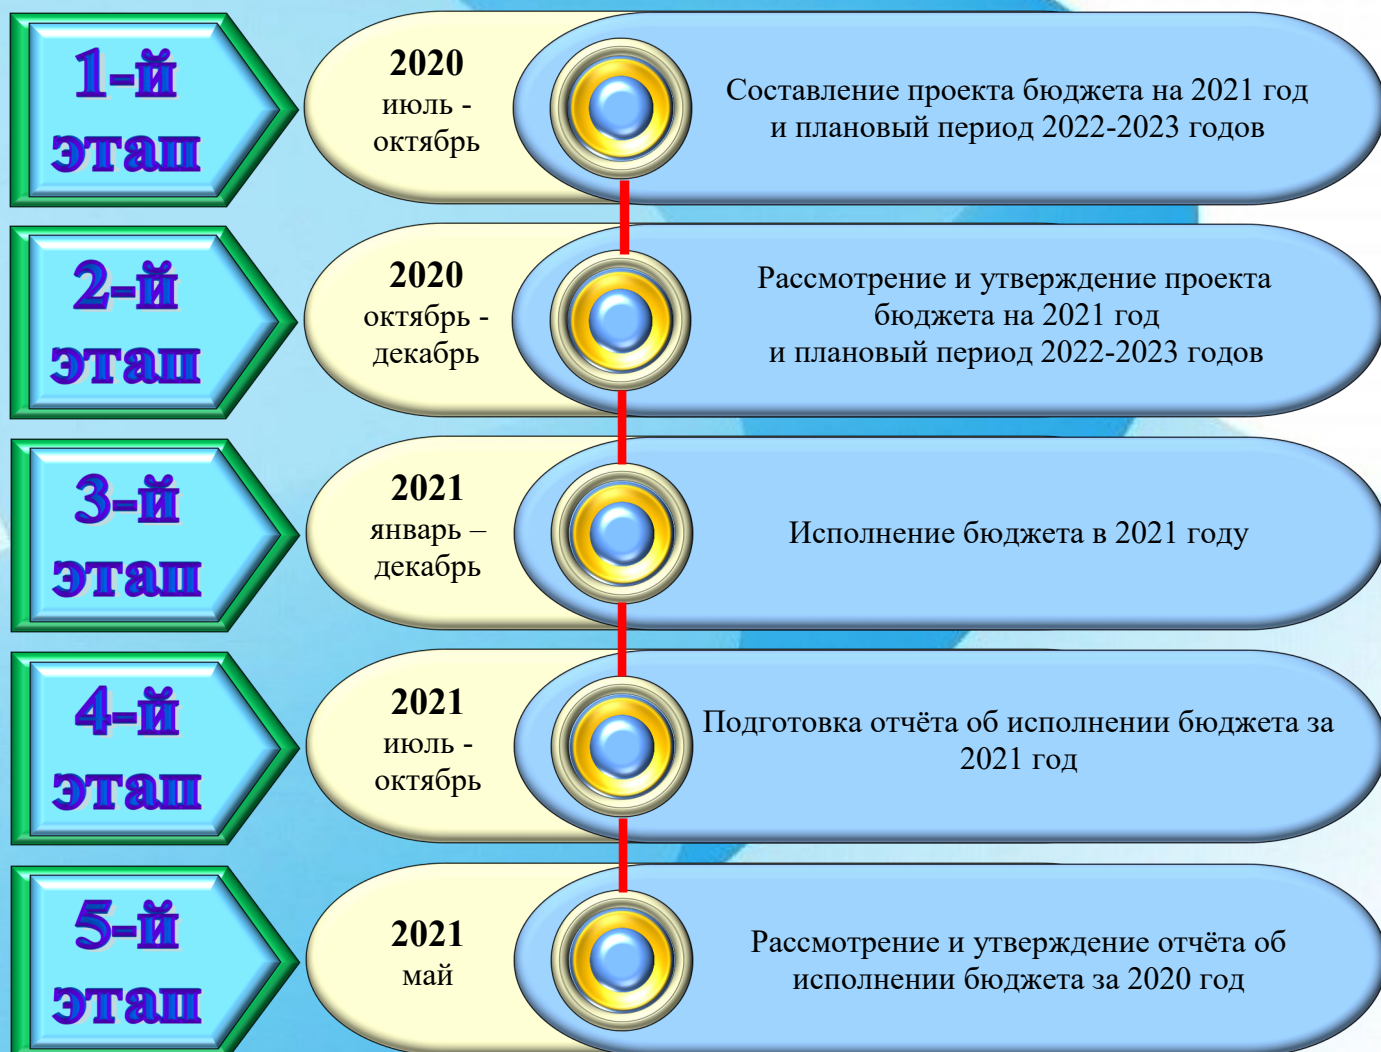 1-й
этап
2020
июль -
октябрь
Составление проекта бюджета на 2021 год
и плановый период 2022-2023 годов
2-й
этап
2020
октябрь -
декабрь
Рассмотрение и утверждение проекта
бюджета на 2021 год
и плановый период 2022-2023 годов
3-й
этап
2021
январь –
декабрь
Исполнение бюджета в 2021 году
4-й
этап
2021
июль -
октябрь
Подготовка отчёта об исполнении бюджета за
2021 год
5-й
этап
2021
май
Рассмотрение и утверждение отчёта об
исполнении бюджета за 2020 год